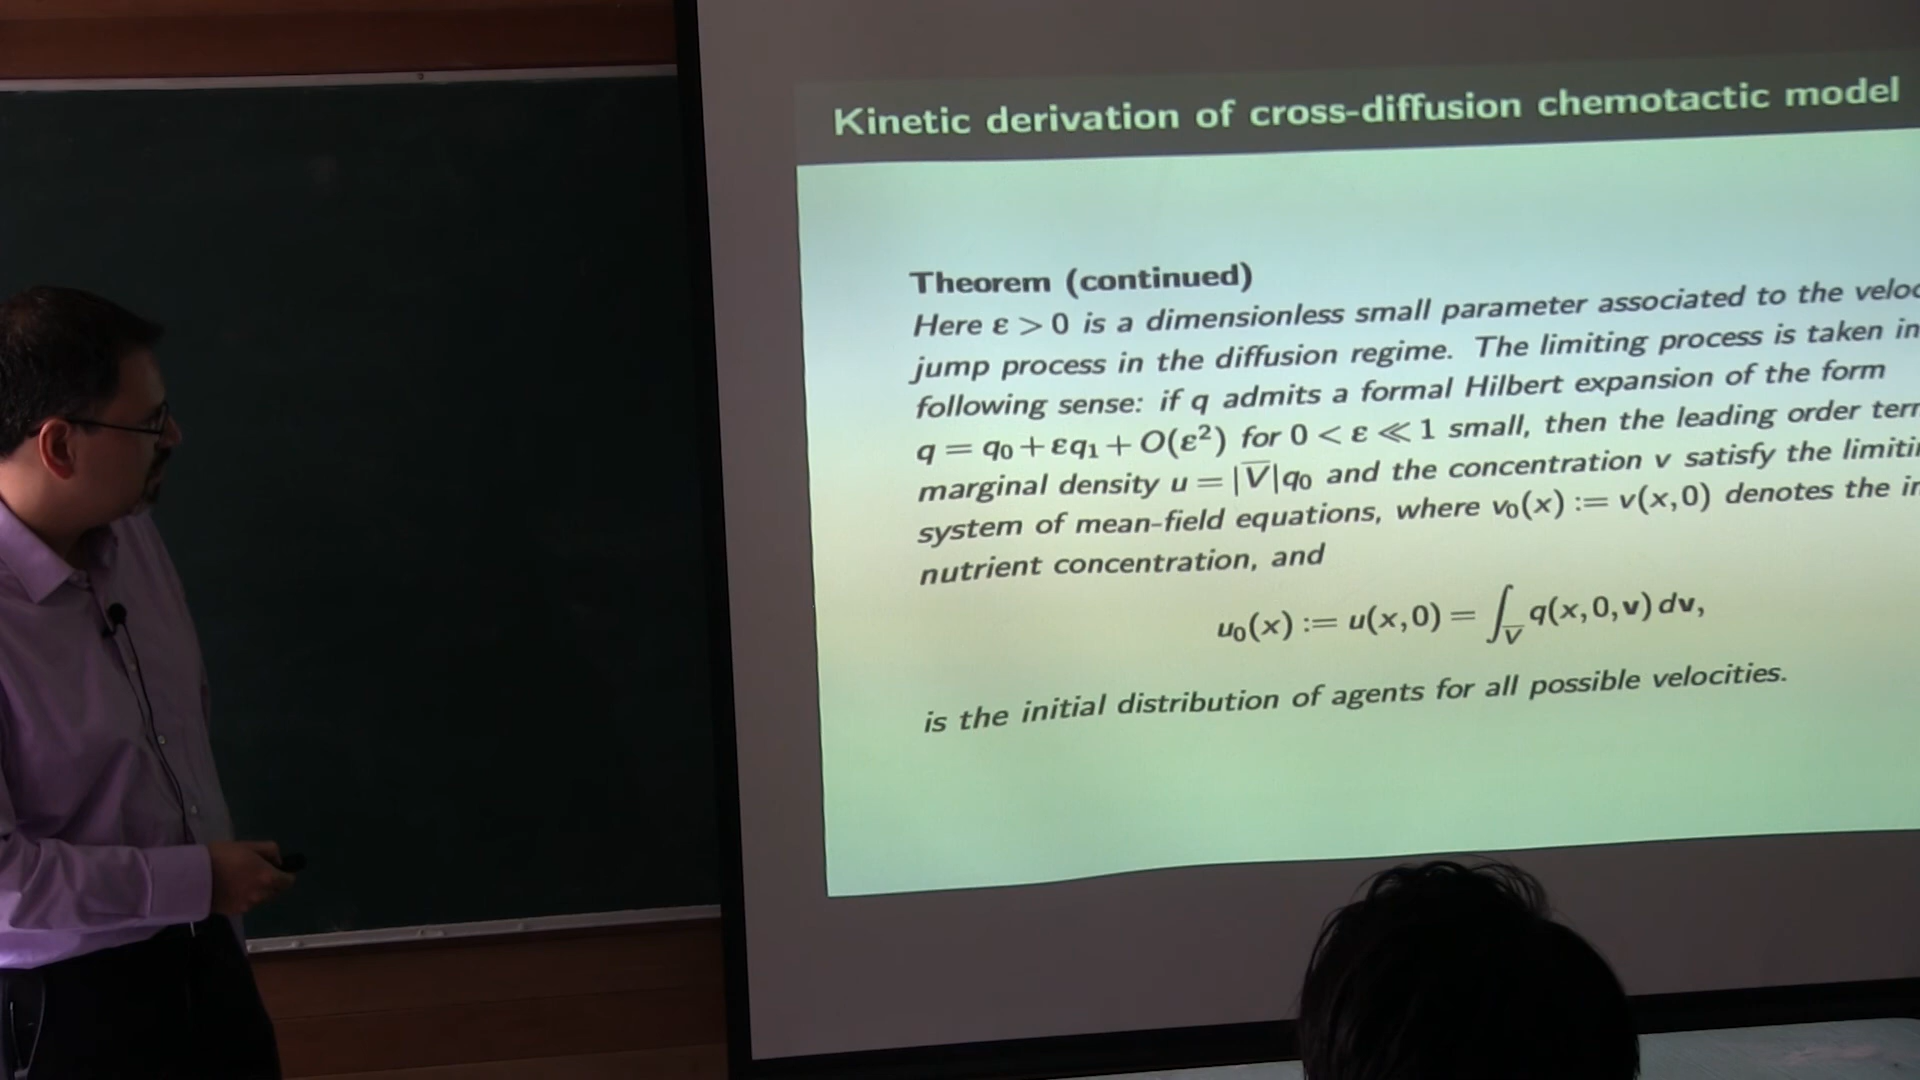 Kinetic derivation of cross-diffusion chemotactic model
Theorem (continued)
Here ε > 0 is a dimensionless small parameter associated to the
jump process in the diffusion regime. The limiting process is taken in
following sense: if q admits a formal Hilbert expansion of the form
q = q₀ + εq₁ + O(ε²) for 0 < ε ≪ 1 small, then the leading order
marginal density u = |V̅|q₀ and the concentration v satisfy the
system of mean-field equations, where v₀(x) := v(x,0) denotes the
nutrient concentration, and
u₀(x) := u(x,0) = ∫_V̅ q(x,0,v) dv,
is the initial distribution of agents for all possible velocities.